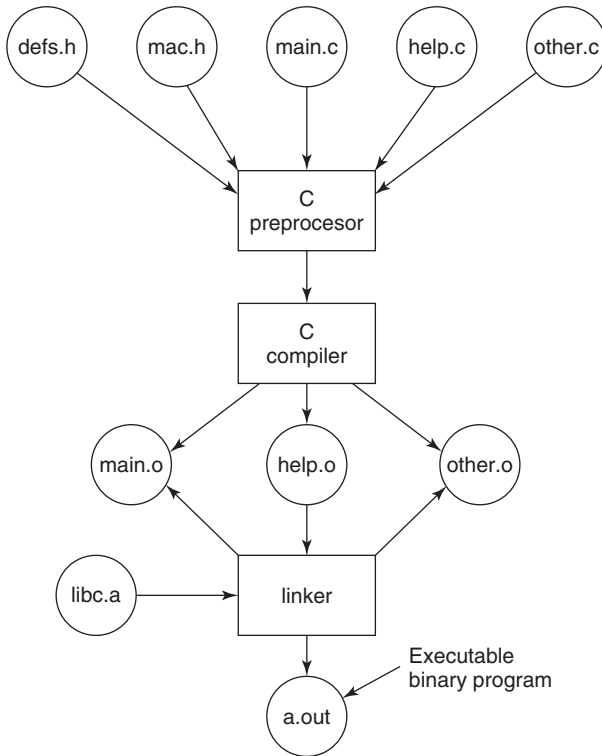 defs.h
mac.h
main.c
help.c
other.c
C
preprocesor
C
compiler
main.o
help.o
other.o
libc.a
linker
Executable
binary program
a.out